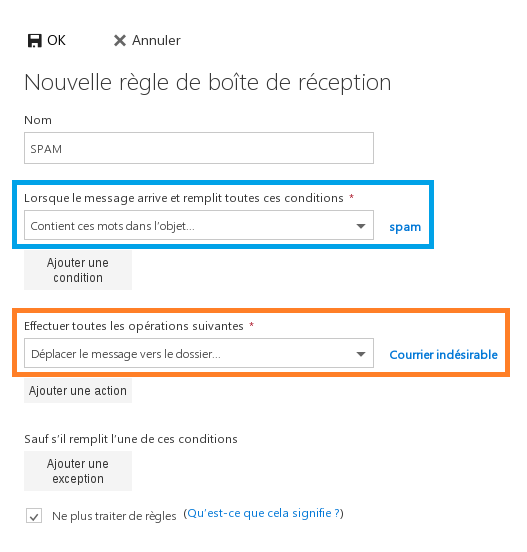 OK Annuler
Nouvelle règle de boîte de réception
Nom
SPAM
Lorsque le message arrive et remplit toutes ces conditions *
Contient ces mots dans l'objet... spam
Ajouter une
condition
Effectuer toutes les opérations suivantes *
Déplacer le message vers le dossier... Courrier indésirable
Ajouter une action
Sauf s'il remplit l'une de ces conditions
Ajouter une
exception
Ne plus traiter de règles (Qu'est-ce que cela signifie ?)